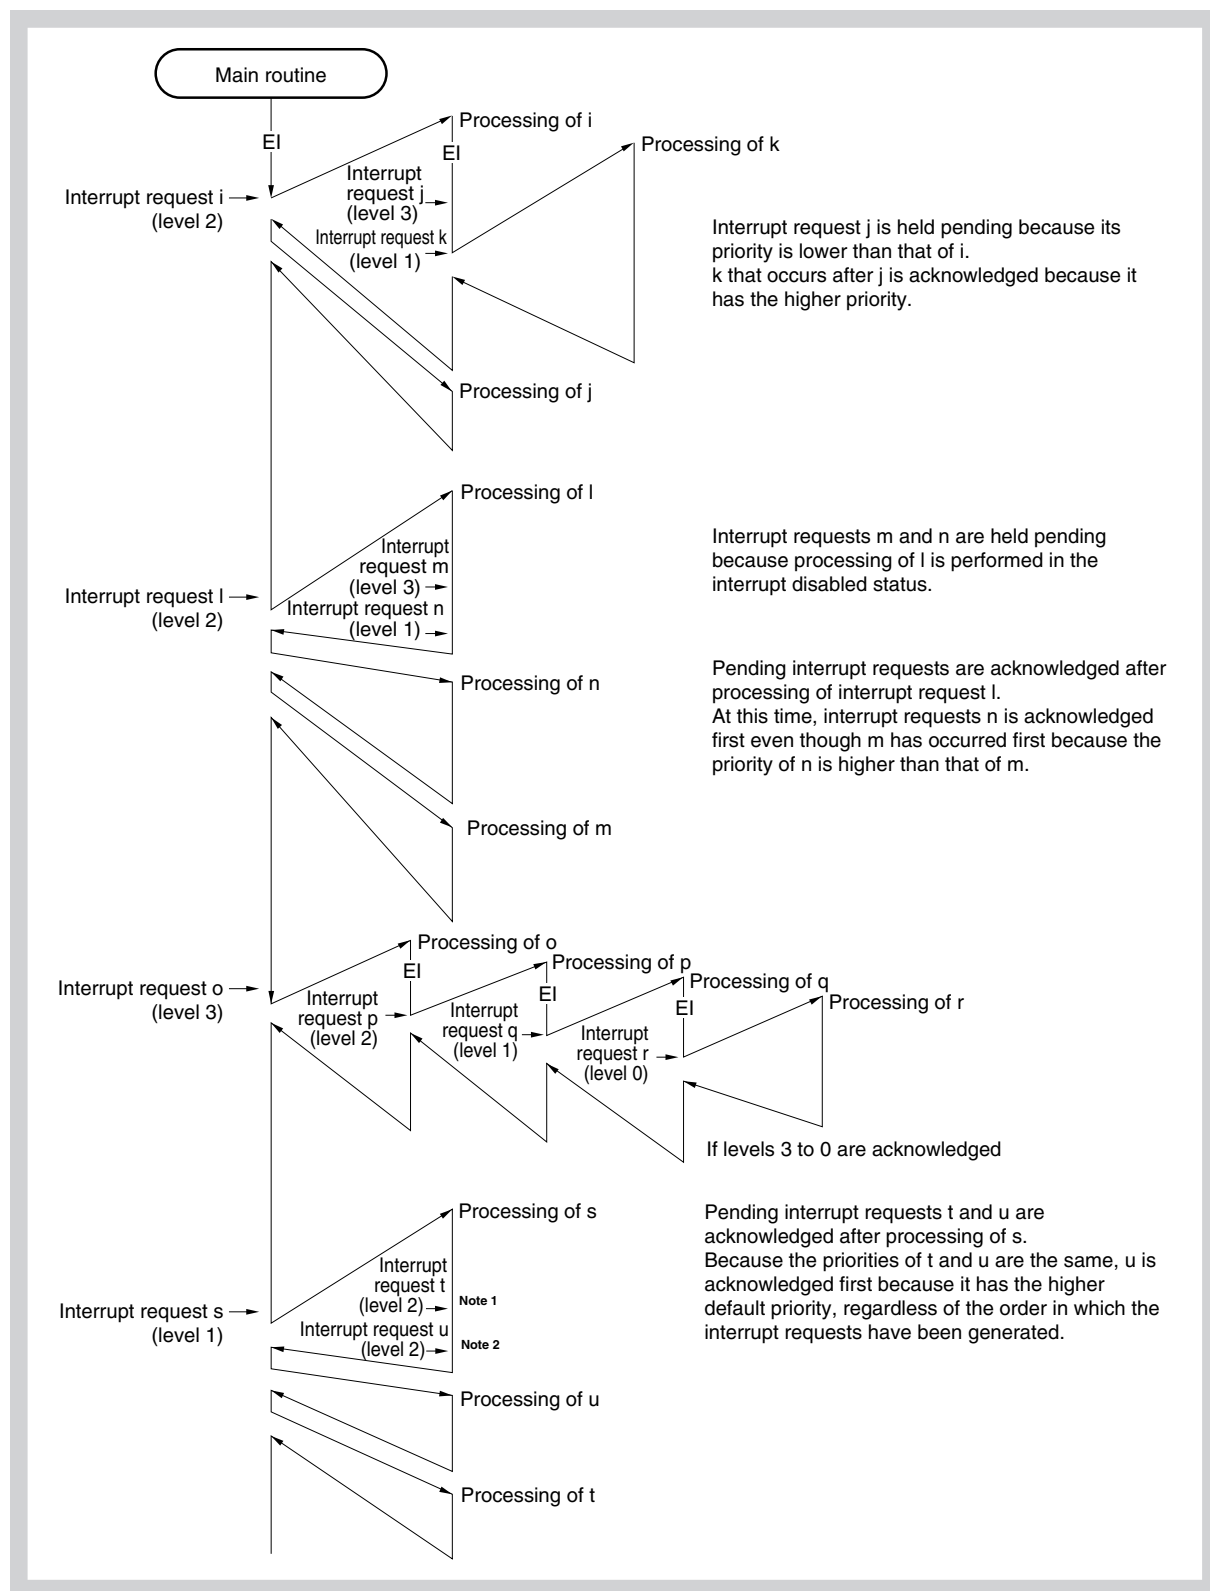 Main routine
EI
Processing of i
EI
Processing of k
Interrupt request i
(level 2)
Interrupt
request j
(level 3)
Interrupt request k
(level 1)
Interrupt request j is held pending because its
priority is lower than that of i.
k that occurs after j is acknowledged because it
has the higher priority.
Processing of j
Processing of l
Interrupt
request m
(level 3)
Interrupt request l
(level 2)
Interrupt request n
(level 1)
Interrupt requests m and n are held pending
because processing of l is performed in the
interrupt disabled status.
Processing of n
Pending interrupt requests are acknowledged after
processing of interrupt request l.
At this time, interrupt requests n is acknowledged
first even though m has occurred first because the
priority of n is higher than that of m.
Processing of m
Processing of o
EI
Processing of p
EI
Processing of q
EI
Processing of r
Interrupt request o
(level 3)
Interrupt
request p
(level 2)
Interrupt
request q
(level 1)
Interrupt
request r
(level 0)
If levels 3 to 0 are acknowledged
Processing of s
Interrupt
request t
(level 2)
Note 1
Interrupt request s
(level 1)
Interrupt request u
(level 2)
Note 2
Pending interrupt requests t and u are
acknowledged after processing of s.
Because the priorities of t and u are the same, u is
acknowledged first because it has the higher
default priority, regardless of the order in which the
interrupt requests have been generated.
Processing of u
Processing of t